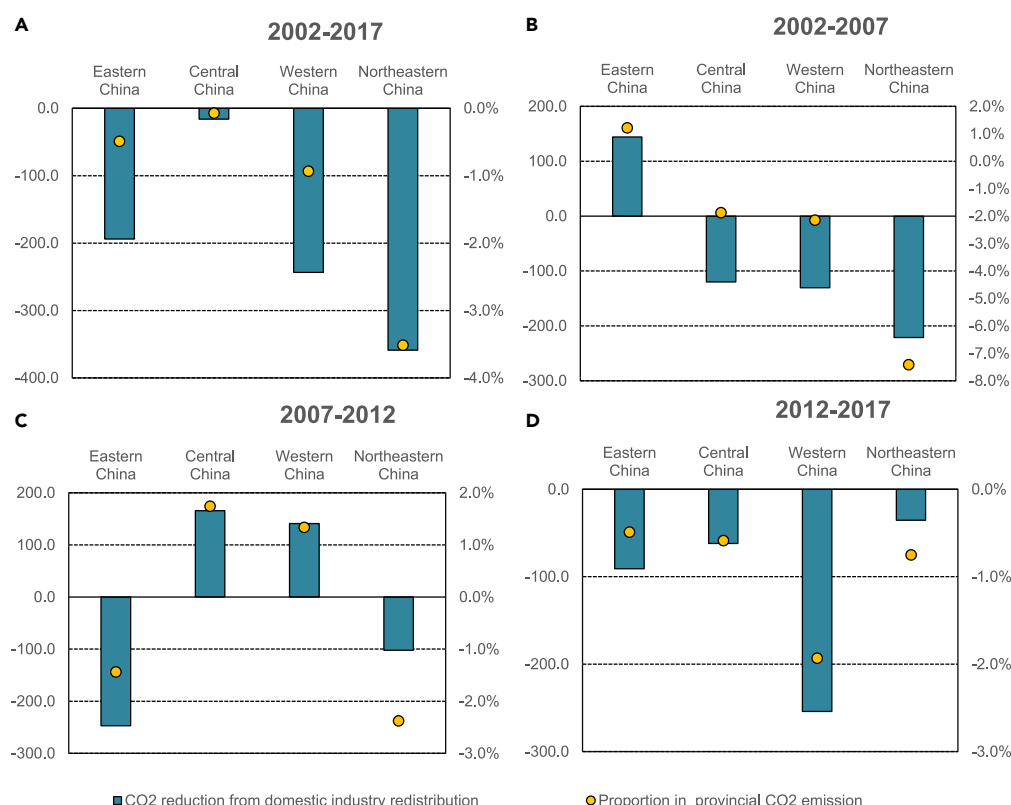 A
2002-2017
Eastern China
Central China
Western China
Northeastern China
0.0
-100.0
-200.0
-300.0
-400.0
0.0%
-1.0%
-2.0%
-3.0%
-4.0%
B
2002-2007
Eastern China
Central China
Western China
Northeastern China
200.0
100.0
0.0
-100.0
-200.0
-300.0
2.0%
1.0%
0.0%
-1.0%
-2.0%
-3.0%
-4.0%
-5.0%
-6.0%
-7.0%
-8.0%
C
2007-2012
Eastern China
Central China
Western China
Northeastern China
200.0
100.0
0.0
-100.0
-200.0
-300.0
2.0%
1.0%
0.0%
-1.0%
-2.0%
-3.0%
D
2012-2017
Eastern China
Central China
Western China
Northeastern China
0.0
-100.0
-200.0
-300.0
0.0%
-1.0%
-2.0%
-3.0%
CO2 reduction from domestic industry redistribution
Proportion in provincial CO2 emission